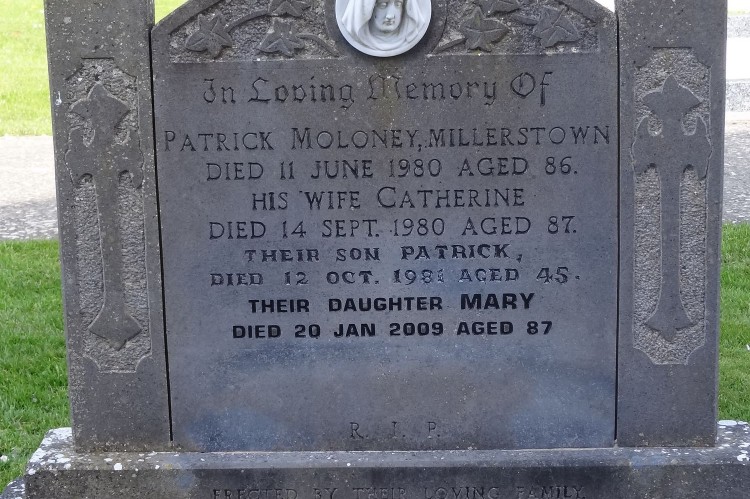 In Loving Memory Of
PATRICK MOLONEY, MILLERSTOWN
DIED 11 JUNE 1980 AGED 86.
HIS WIFE CATHERINE
DIED 14 SEPT. 1980 AGED 87.
THEIR SON PATRICK,
DIED 12 OCT. 1981 AGED 45.
THEIR DAUGHTER MARY
DIED 20 JAN 2009 AGED 87
R. I. P.
ERECTED BY THEIR LOVING FAMILY.